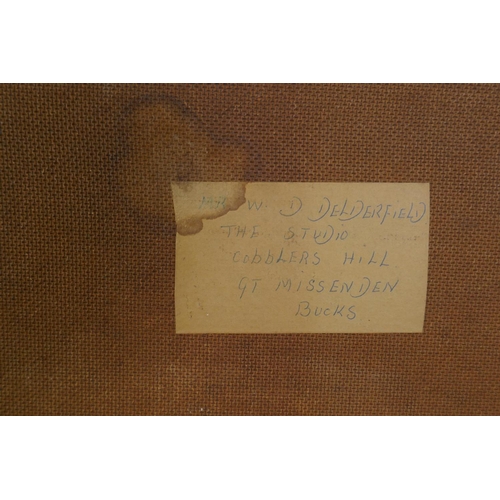 W D DELDERFIELD
THE STUDIO
COBBLERS HILL
GT MISSENDEN
BUCKS